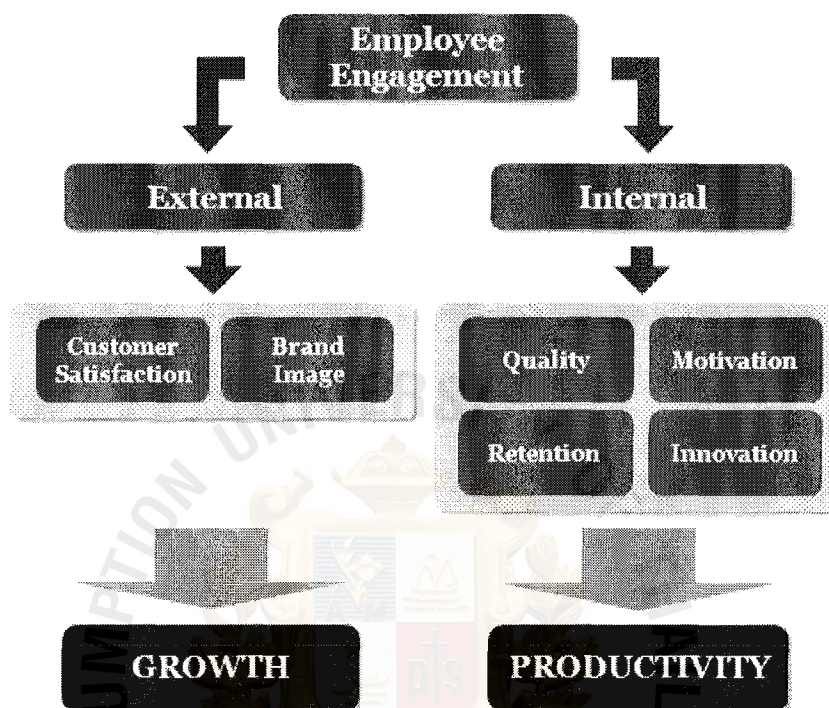 Employee
Engagement
External
Internal
Customer
Satisfaction
Brand
Image
Quality
Motivation
Retention
Innovation
GROWTH
PRODUCTIVITY